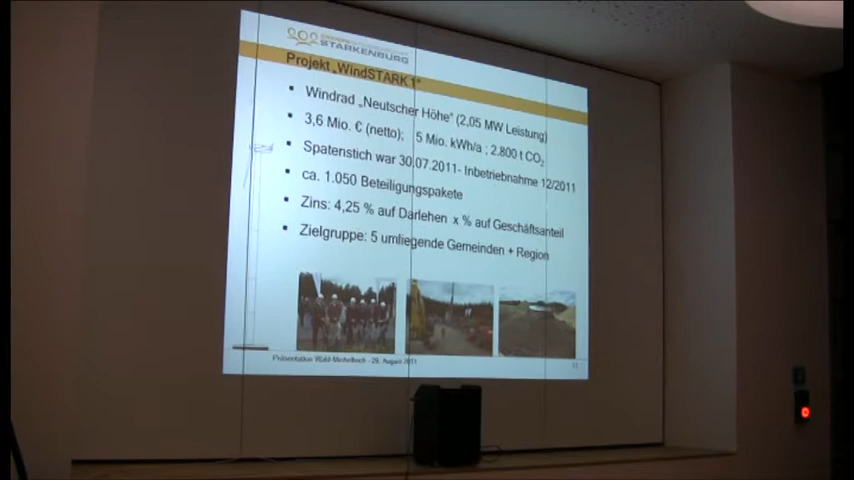 STARKENBURG
Projekt „WindSTARK 1"
Windrad „Neutscher Höhe" (2,05 MW Leistung)
3,6 Mio. € (netto); 5 Mio. kWh/a ; 2.800 t CO₂
Spatenstich war 30.07.2011- Inbetriebnahme 12/2011
ca. 1.050 Beteiligungspakete
Zins: 4,25 % auf Darlehen x % auf Geschäftsanteil
Zielgruppe: 5 umliegende Gemeinden + Region
Präsentation Wald-Michelbach - 29. August 2011
11